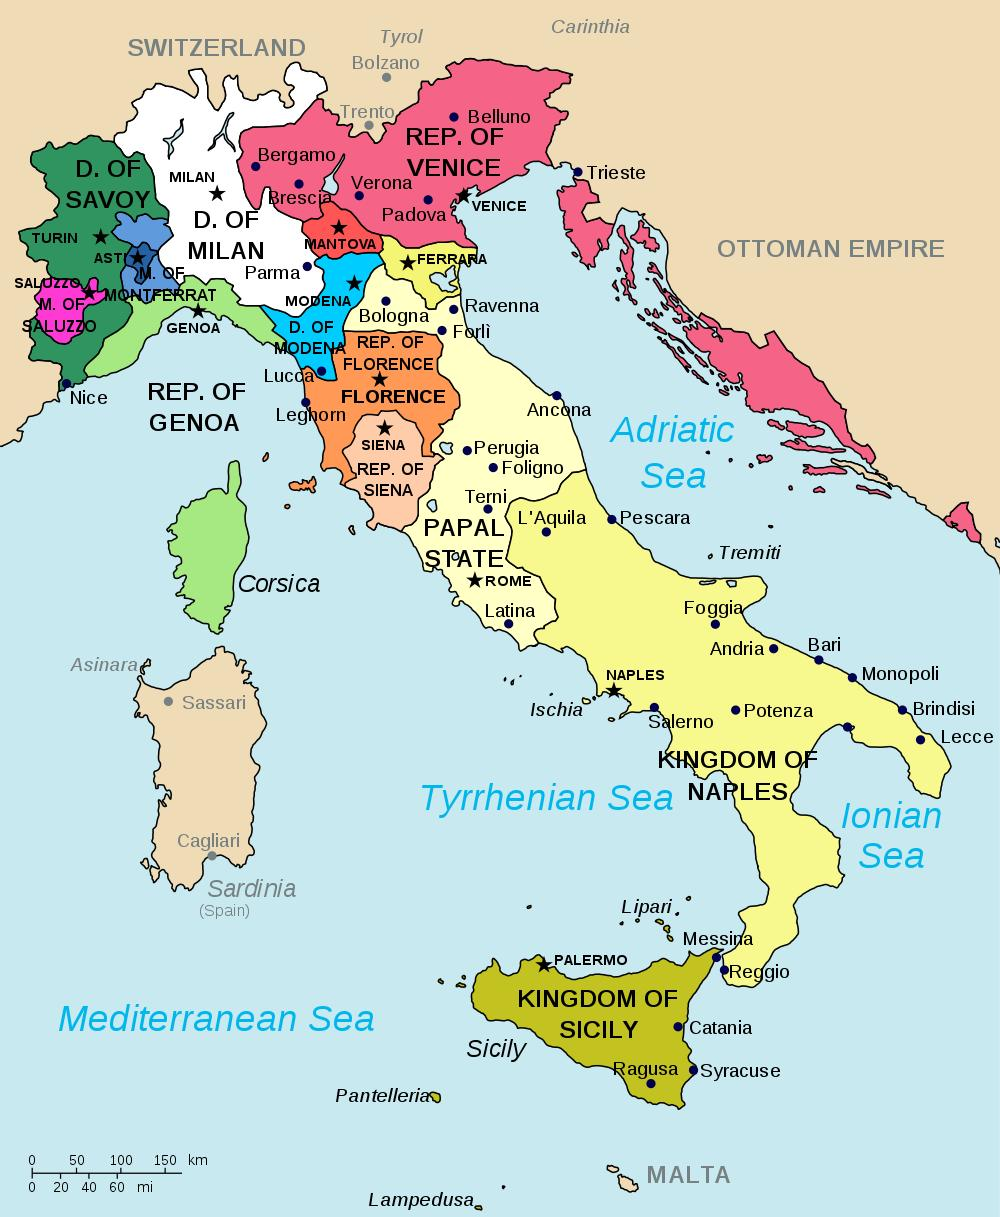 Carinthia
Tyrol
SWITZERLAND
Bolzano
Trento
Belluno
REP. OF
VENICE
Bergamo
D. OF
SAVOY
MILAN
Brescia
Verona
Padova
VENICE
Trieste
D. OF
MILAN
TURIN
MANTOVA
OTTOMAN EMPIRE
ASTI
FERRARA
Parma
M. OF
MONTFERRAT
SALUZZO
M. OF
SALUZZO
MODENA
Bologna
Ravenna
GENOA
D. OF
MODENA
Forlì
REP. OF
FLORENCE
Lucca
FLORENCE
Nice
REP. OF
GENOA
Leghorn
Ancona
Adriatic
Sea
SIENA
REP. OF
SIENA
Perugia
Foligno
Terni
L'Aquila
Pescara
PAPAL
STATE
Tremiti
ROME
Corsica
Latina
Foggia
Andria
Bari
Asinara
Monopoli
NAPLES
Sassari
Ischia
Salerno
Potenza
Brindisi
Lecce
KINGDOM OF
NAPLES
Tyrrhenian Sea
Ionian
Sea
Cagliari
Sardinia
(Spain)
Lipari
Messina
PALERMO
Reggio
KINGDOM OF
SICILY
Mediterranean Sea
Catania
Sicily
Ragusa
Syracuse
Pantelleria
0 50 100 150 km
0 20 40 60 mi
MALTA
Lampedusa